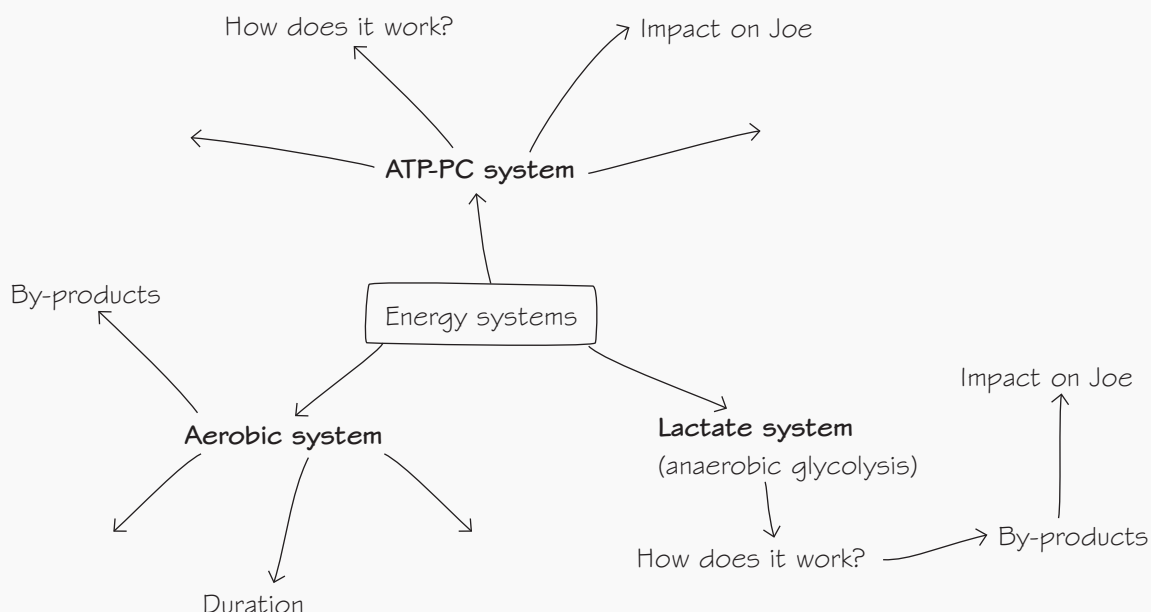 How does it work?
Impact on Joe
ATP-PC system
By-products
Energy systems
Impact on Joe
Aerobic system
Lactate system
(anaerobic glycolysis)
How does it work?
By-products
Duration